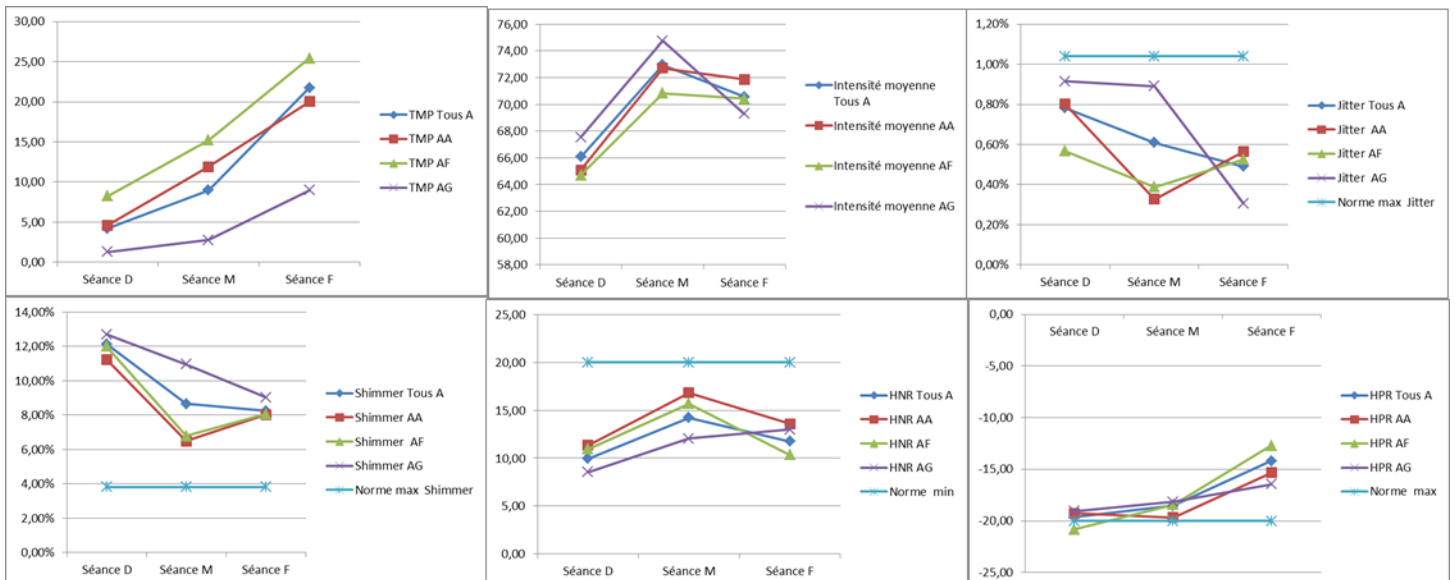 30,00
25,00
20,00
15,00
10,00
5,00
0,00
Séance D
Séance M
Séance F
TMP Tous A
TMP AA
TMP AF
TMP AG
76,00
74,00
72,00
70,00
68,00
66,00
64,00
62,00
60,00
58,00
Séance D
Séance M
Séance F
Intensité moyenne
Tous A
Intensité moyenne AA
Intensité moyenne AF
Intensité moyenne AG
1,20%
1,00%
0,80%
0,60%
0,40%
0,20%
0,00%
Séance D
Séance M
Séance F
Jitter Tous A
Jitter AA
Jitter AF
Jitter AG
Norme max Jitter
14,00%
12,00%
10,00%
8,00%
6,00%
4,00%
2,00%
0,00%
Séance D
Séance M
Séance F
Shimmer Tous A
Shimmer AA
Shimmer AF
Shimmer AG
Norme max Shimmer
25,00
20,00
15,00
10,00
5,00
0,00
Séance D
Séance M
Séance F
HNR Tous A
HNR AA
HNR AF
HNR AG
Norme min
0,00
-5,00
-10,00
-15,00
-20,00
-25,00
Séance D
Séance M
Séance F
HPR Tous A
HPR AA
HPR AF
HPR AG
Norme max